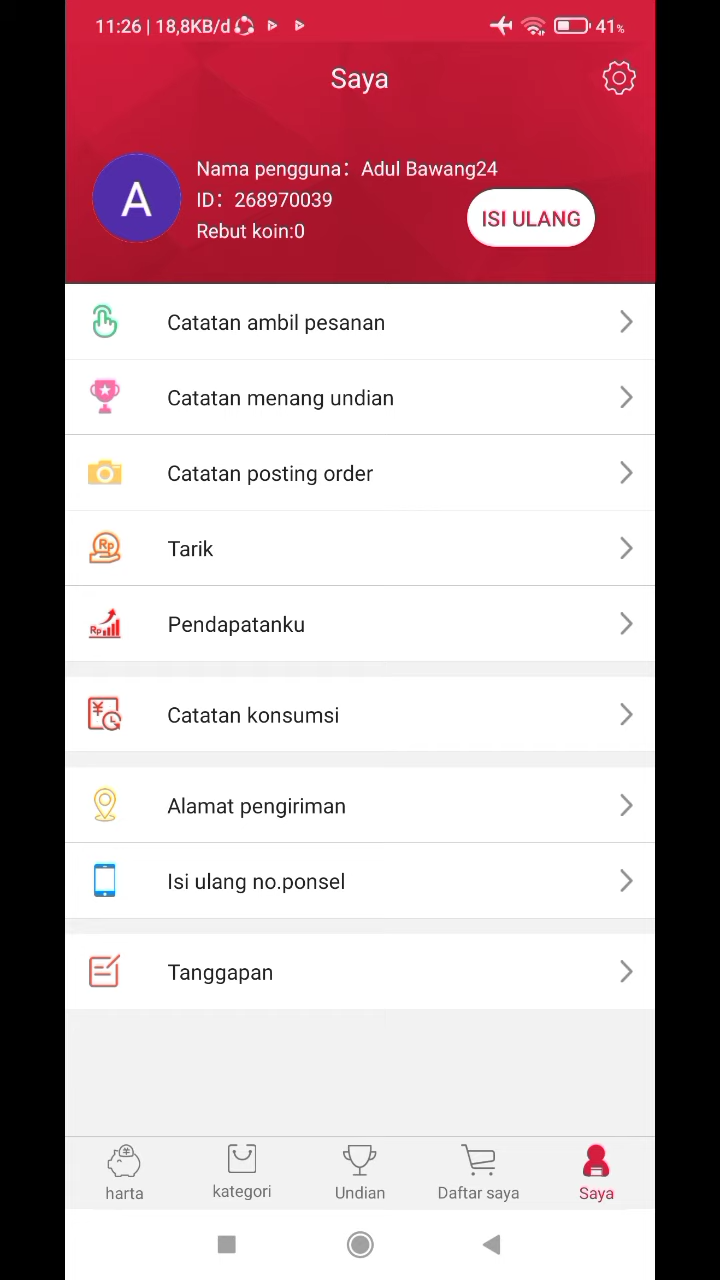 11:26 | 18,8KB/d
41%
Saya
A
Nama pengguna：Adul Bawang24
ID：268970039
Rebut koin:0
ISI ULANG
Catatan ambil pesanan
Catatan menang undian
Catatan posting order
Rp
Tarik
Rp
Pendapatanku
¥
Catatan konsumsi
Alamat pengiriman
Isi ulang no.ponsel
Tanggapan
harta
kategori
Undian
Daftar saya
Saya